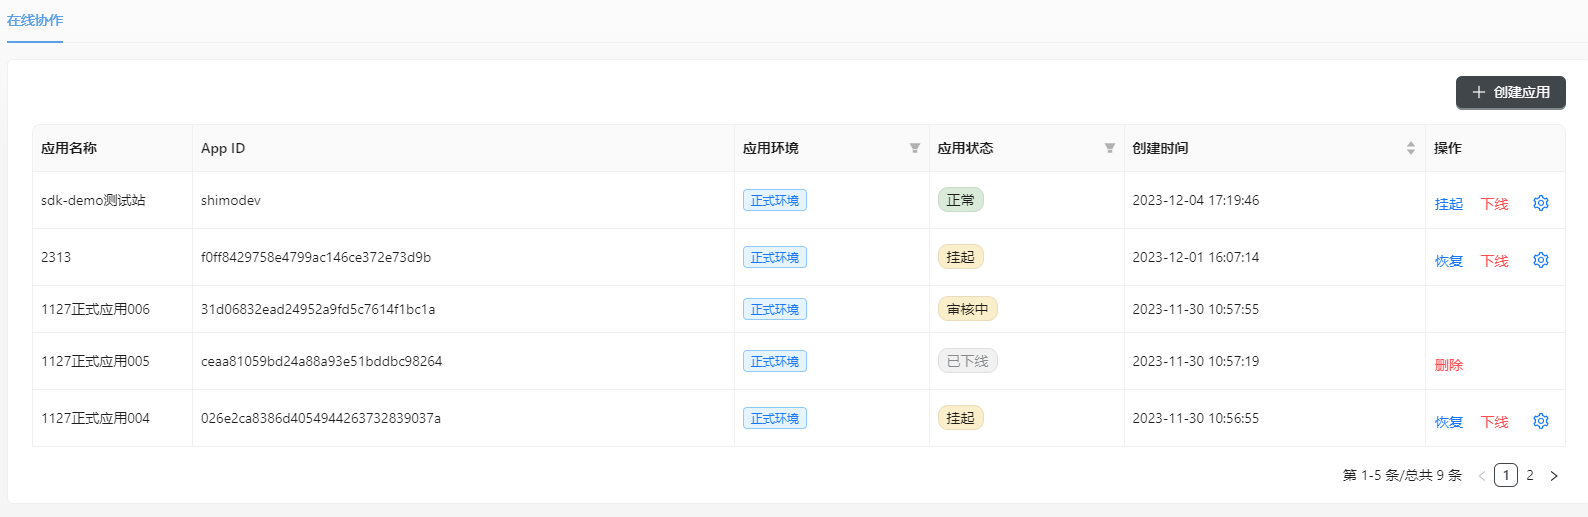 在线协作
创建应用
应用名称 App ID 应用环境 应用状态 创建时间 操作
sdk-demo测试站 shimodev 正式环境 正常 2023-12-04 17:19:46 挂起 下线
2313 f0ff8429758e4799ac146ce372e73d9b 正式环境 挂起 2023-12-01 16:07:14 恢复 下线
1127正式应用006 31d06832ead24952a9fd5c7614f1bc1a 正式环境 审核中 2023-11-30 10:57:55
1127正式应用005 ceaa81059bd24a88a93e51bddbc98264 正式环境 已下线 2023-11-30 10:57:19 删除
1127正式应用004 026e2ca8386d4054944263732839037a 正式环境 挂起 2023-11-30 10:56:55 恢复 下线
第 1-5 条/总共 9 条 1 2